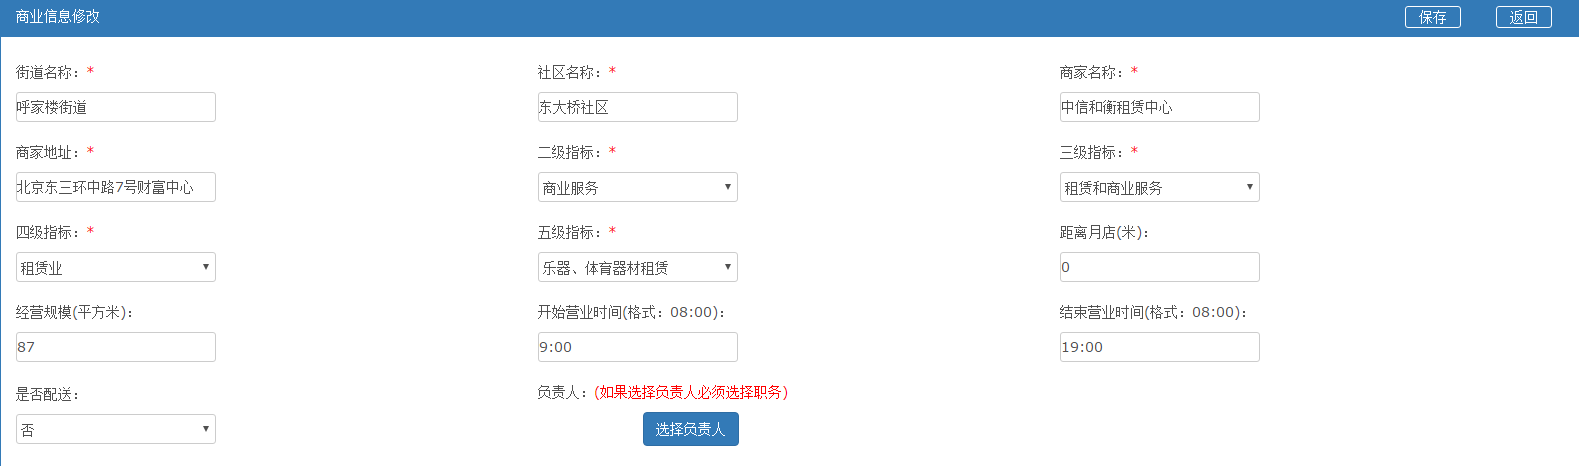 商业信息修改 保存 返回
街道名称：* 社区名称：* 商家名称：*
呼家楼街道 东大桥社区 中信和衡租赁中心
商家地址：* 二级指标：* 三级指标：*
北京东三环中路7号财富中心 商业服务 租赁和商业服务
四级指标：* 五级指标：* 距离月店(米)：
租赁业 乐器、体育器材租赁 0
经营规模(平方米)： 开始营业时间(格式：08:00)： 结束营业时间(格式：08:00)：
87 9:00 19:00
是否配送： 负责人：(如果选择负责人必须选择职务)
否 选择负责人